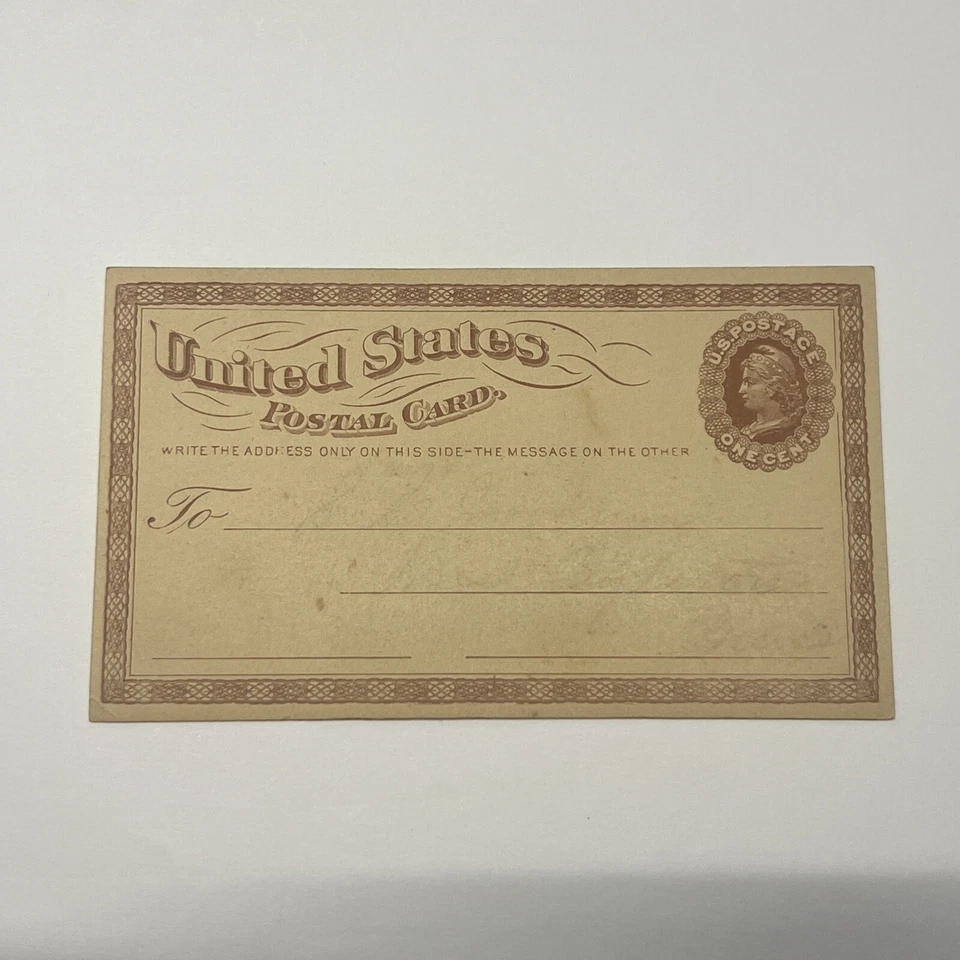 United States
POSTAL CARD.
WRITE THE ADDRESS ONLY ON THIS SIDE-THE MESSAGE ON THE OTHER
U.S. POSTAGE
ONE CENT
To